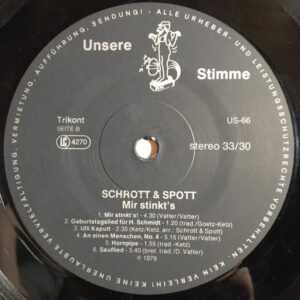 ALLE URHEBER- UND LEISTUNGSSCHUTZRECHTE VORBEHALTEN. KEIN VERLEIH! KEINE UNERLAUBTE VERVIELFÄLTIGUNG, VERMIETUNG, AUFFÜHRUNG, SENDUNG! -
Unsere
Stimme
Trikont
SEITE B
LC 4270
US-66
stereo 33/30
SCHROTT & SPOTT
Mir stinkt's
1. Mir stinkt's! - 4.30 (Vatter/Vatter)
2. Geburtstagslied für H. Schmidt - 1.20 (trad./Goetz-Ketz)
3. Uli Kaputt - 2.35 (Ketz/Ketz, arr.: Schrott & Spott)
4. An einen Menschen, No. 4 - 5.15 (Vatter/Vatter)
5. Hornpipe - 1.55 (trad.-Ketz)
6. Sauflied - 5.40 (bret. trad./D. Vatter)
℗ 1979